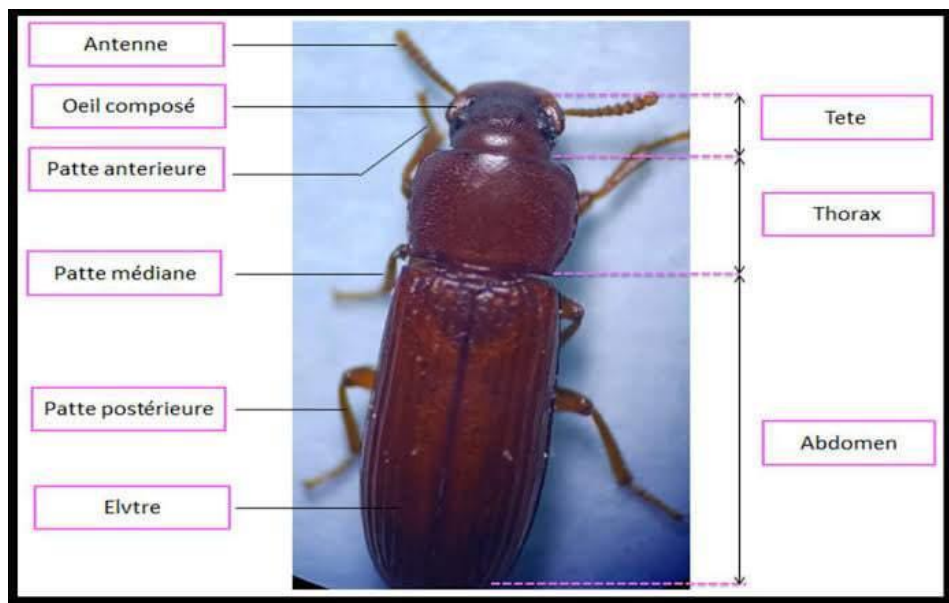 Antenne
Oeil composé
Patte anterieure
Patte médiane
Patte postérieure
Elvtre
Tete
Thorax
Abdomen